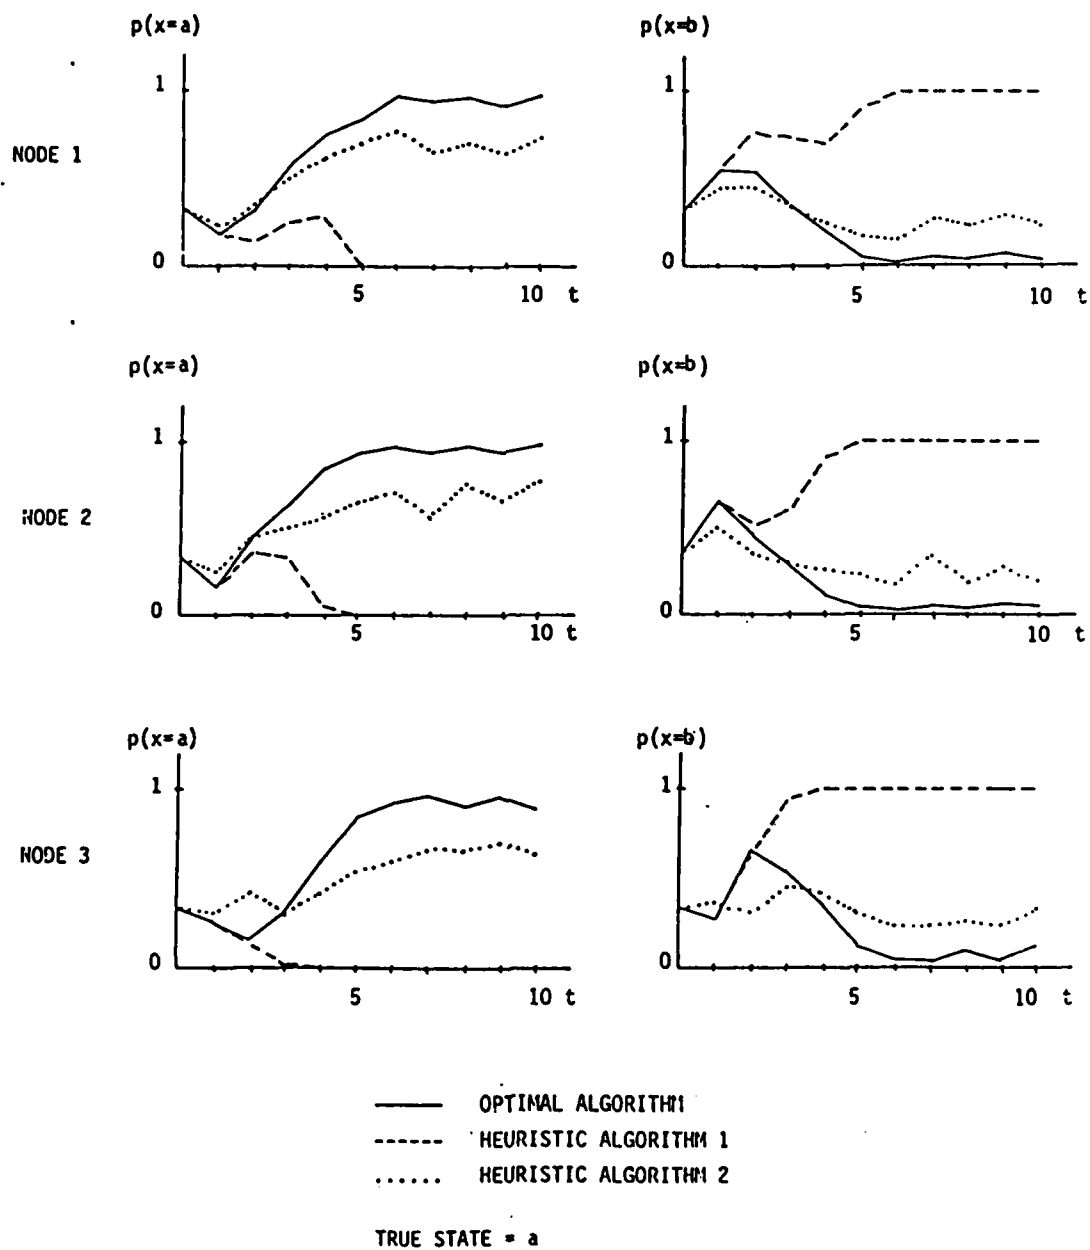 p(x=a) p(x=b)
1 1
NODE 1
0 0
5 10 t 5 10 t
p(x=a) p(x=b)
1 1
NODE 2
0 0
5 10 t 5 10 t
p(x=a) p(x=b)
1 1
NODE 3
0 0
5 10 t 5 10 t
OPTIMAL ALGORITHM
HEURISTIC ALGORITHM 1
HEURISTIC ALGORITHM 2
TRUE STATE = a